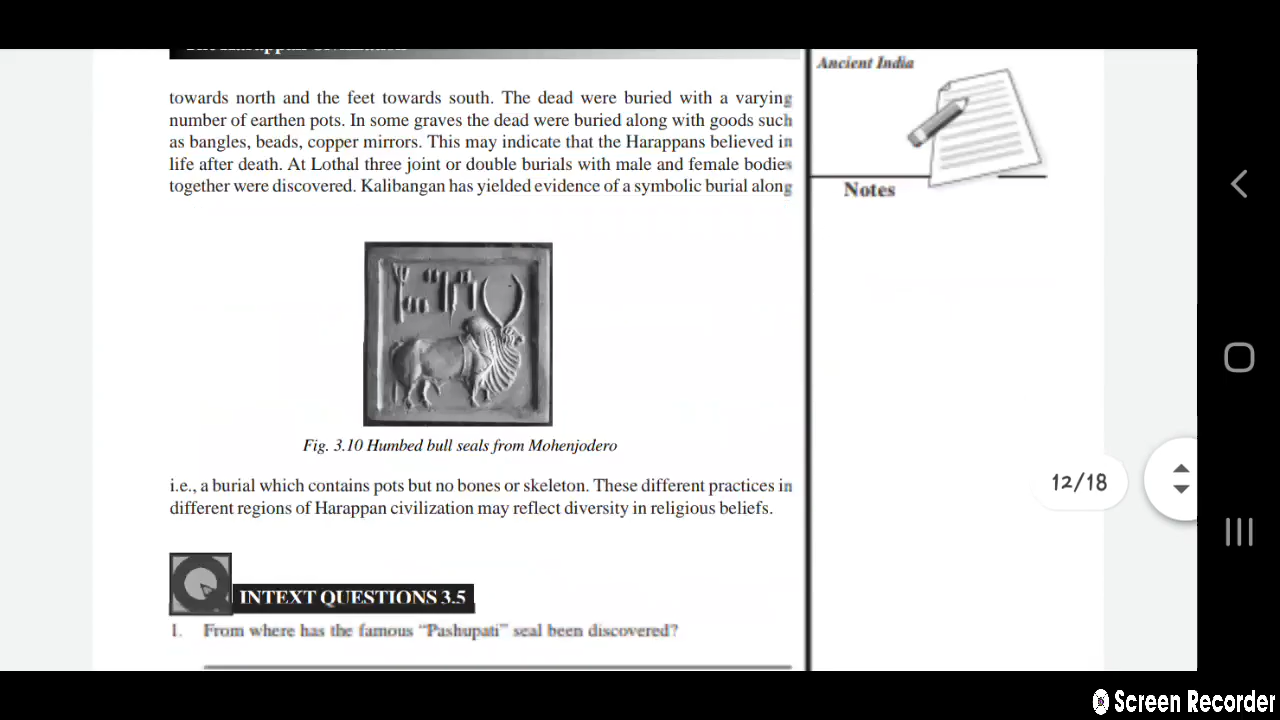 The Harappan Civilization
Ancient India
towards north and the feet towards south. The dead were buried with a varying
number of earthen pots. In some graves the dead were buried along with goods such
as bangles, beads, copper mirrors. This may indicate that the Harappans believed in
life after death. At Lothal three joint or double burials with male and female bodies
together were discovered. Kalibangan has yielded evidence of a symbolic burial along
Notes
Fig. 3.10 Humbed bull seals from Mohenjodero
i.e., a burial which contains pots but no bones or skeleton. These different practices in
different regions of Harappan civilization may reflect diversity in religious beliefs.
12/18
INTEXT QUESTIONS 3.5
1. From where has the famous “Pashupati” seal been discovered?
Screen Recorder